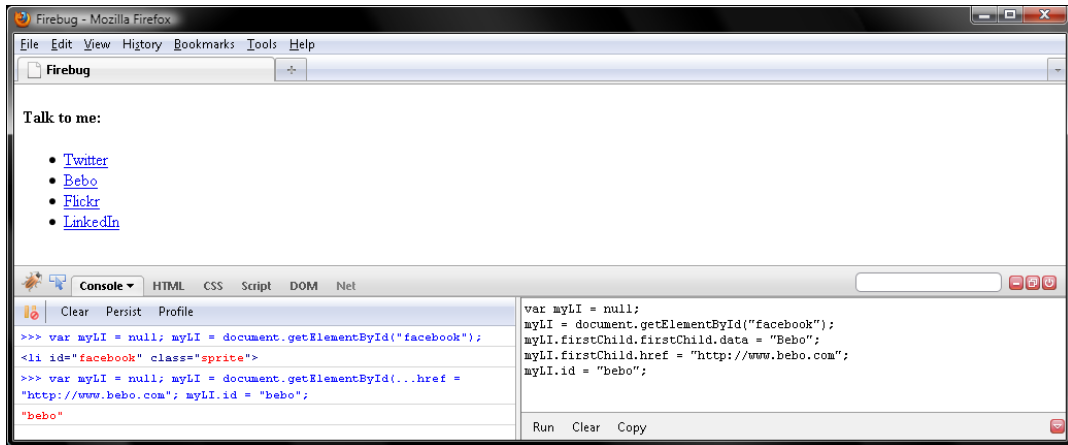 Firebug - Mozilla Firefox
File Edit View History Bookmarks Tools Help
Firebug
Talk to me:
Twitter
Bebo
Flickr
LinkedIn
Console HTML CSS Script DOM Net
Clear Persist Profile
>>> var myLI = null; myLI = document.getElementById("facebook");
<li id="facebook" class="sprite">
>>> var myLI = null; myLI = document.getElementById(...href =
"http://www.bebo.com"; myLI.id = "bebo";
"bebo"
var myLI = null;
myLI = document.getElementById("facebook");
myLI.firstChild.firstChild.data = "Bebo";
myLI.firstChild.href = "http://www.bebo.com";
myLI.id = "bebo";
Run Clear Copy